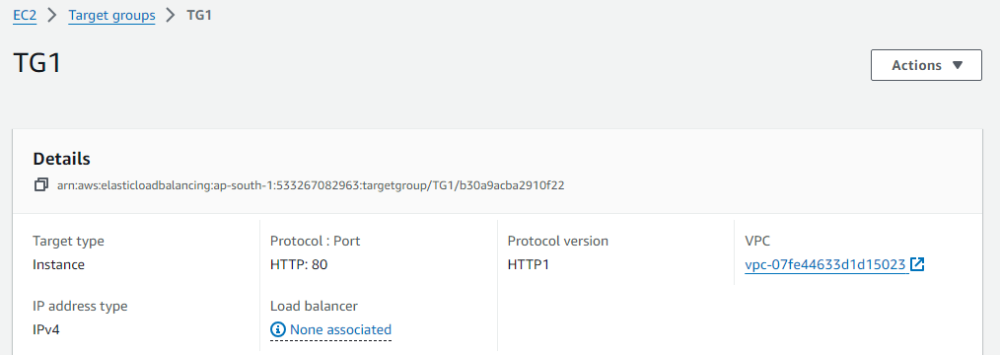 EC2 > Target groups > TG1
TG1
Actions
Details
arn:aws:elasticloadbalancing:ap-south-1:533267082963:targetgroup/TG1/b30a9acba2910f22
Target type
Instance
Protocol : Port
HTTP: 80
Protocol version
HTTP1
VPC
vpc-07fe44633d1d15023
IP address type
IPv4
Load balancer
None associated